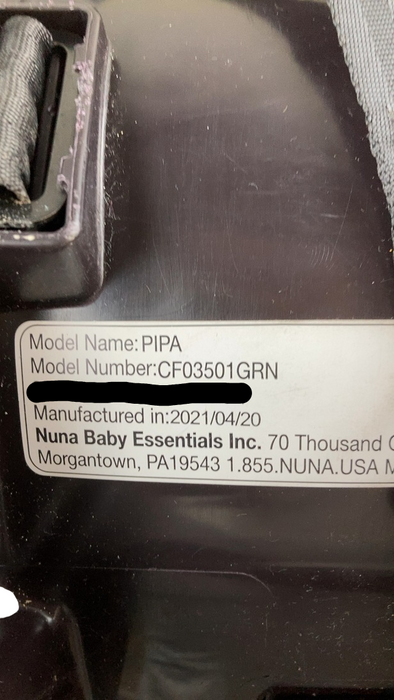 Model Name:PIPA
Model Number:CF03501GRN
Manufactured in:2021/04/20
Nuna Baby Essentials Inc. 70 Thousand
Morgantown, PA19543 1.855.NUNA.USA